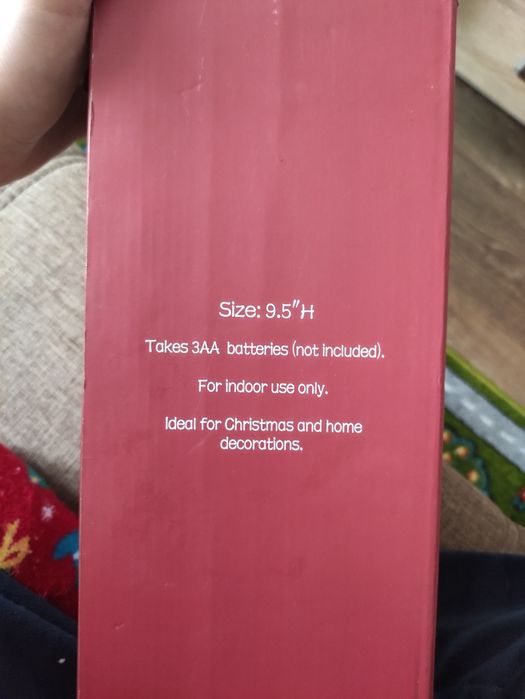 Size: 9.5"H
Takes 3AA batteries (not included).
For indoor use only.
Ideal for Christmas and home
decorations.